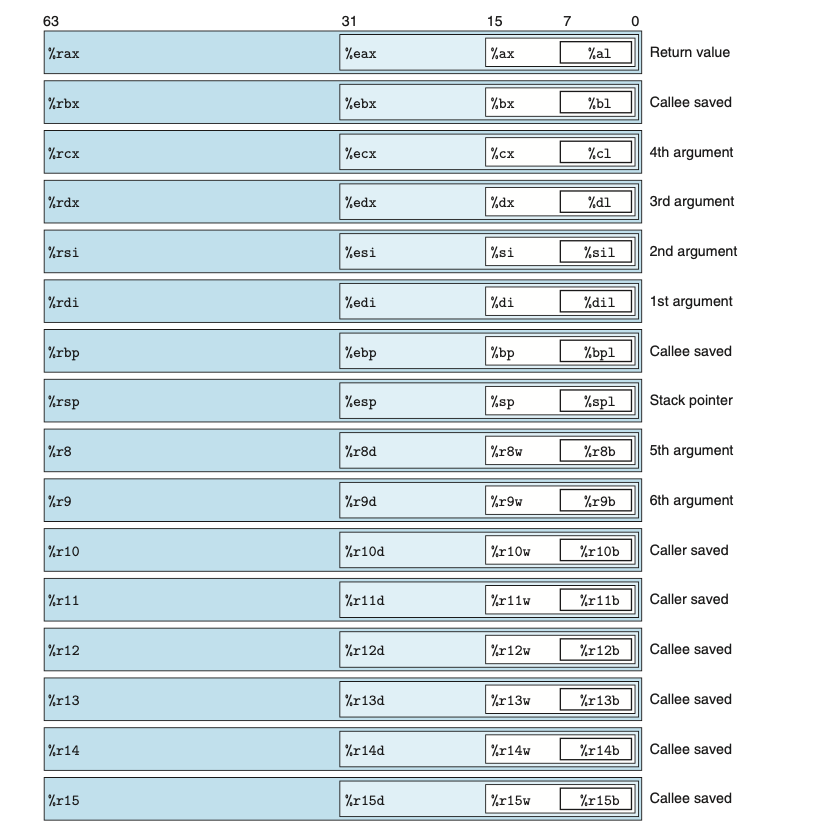 63 31 15 7 0
%rax %eax %ax %al Return value
%rbx %ebx %bx %bl Callee saved
%rcx %ecx %cx %cl 4th argument
%rdx %edx %dx %dl 3rd argument
%rsi %esi %si %sil 2nd argument
%rdi %edi %di %dil 1st argument
%rbp %ebp %bp %bpl Callee saved
%rsp %esp %sp %spl Stack pointer
%r8 %r8d %r8w %r8b 5th argument
%r9 %r9d %r9w %r9b 6th argument
%r10 %r10d %r10w %r10b Caller saved
%r11 %r11d %r11w %r11b Caller saved
%r12 %r12d %r12w %r12b Callee saved
%r13 %r13d %r13w %r13b Callee saved
%r14 %r14d %r14w %r14b Callee saved
%r15 %r15d %r15w %r15b Callee saved